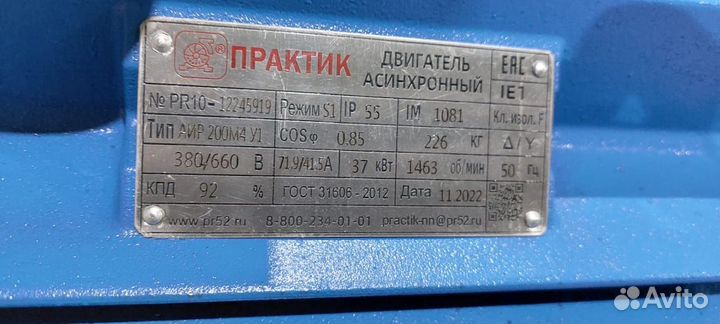 ® ПРАКТИК ДВИГАТЕЛЬ АСИНХРОННЫЙ EAC
IE1
№ PR10-12245919 Режим S1 IP 55 IM 1081 Кл. изол. F
Тип АИР 200М4 У1 COS φ 0.85 226 кг Δ/Y
380/660 В 71.9/41.5А 37 кВт 1463 об/мин 50 Гц
КПД 92 % ГОСТ 31606-2012 Дата 11.2022
www.pr52.ru 8-800-234-01-01 practik-nn@pr52.ru
Avito